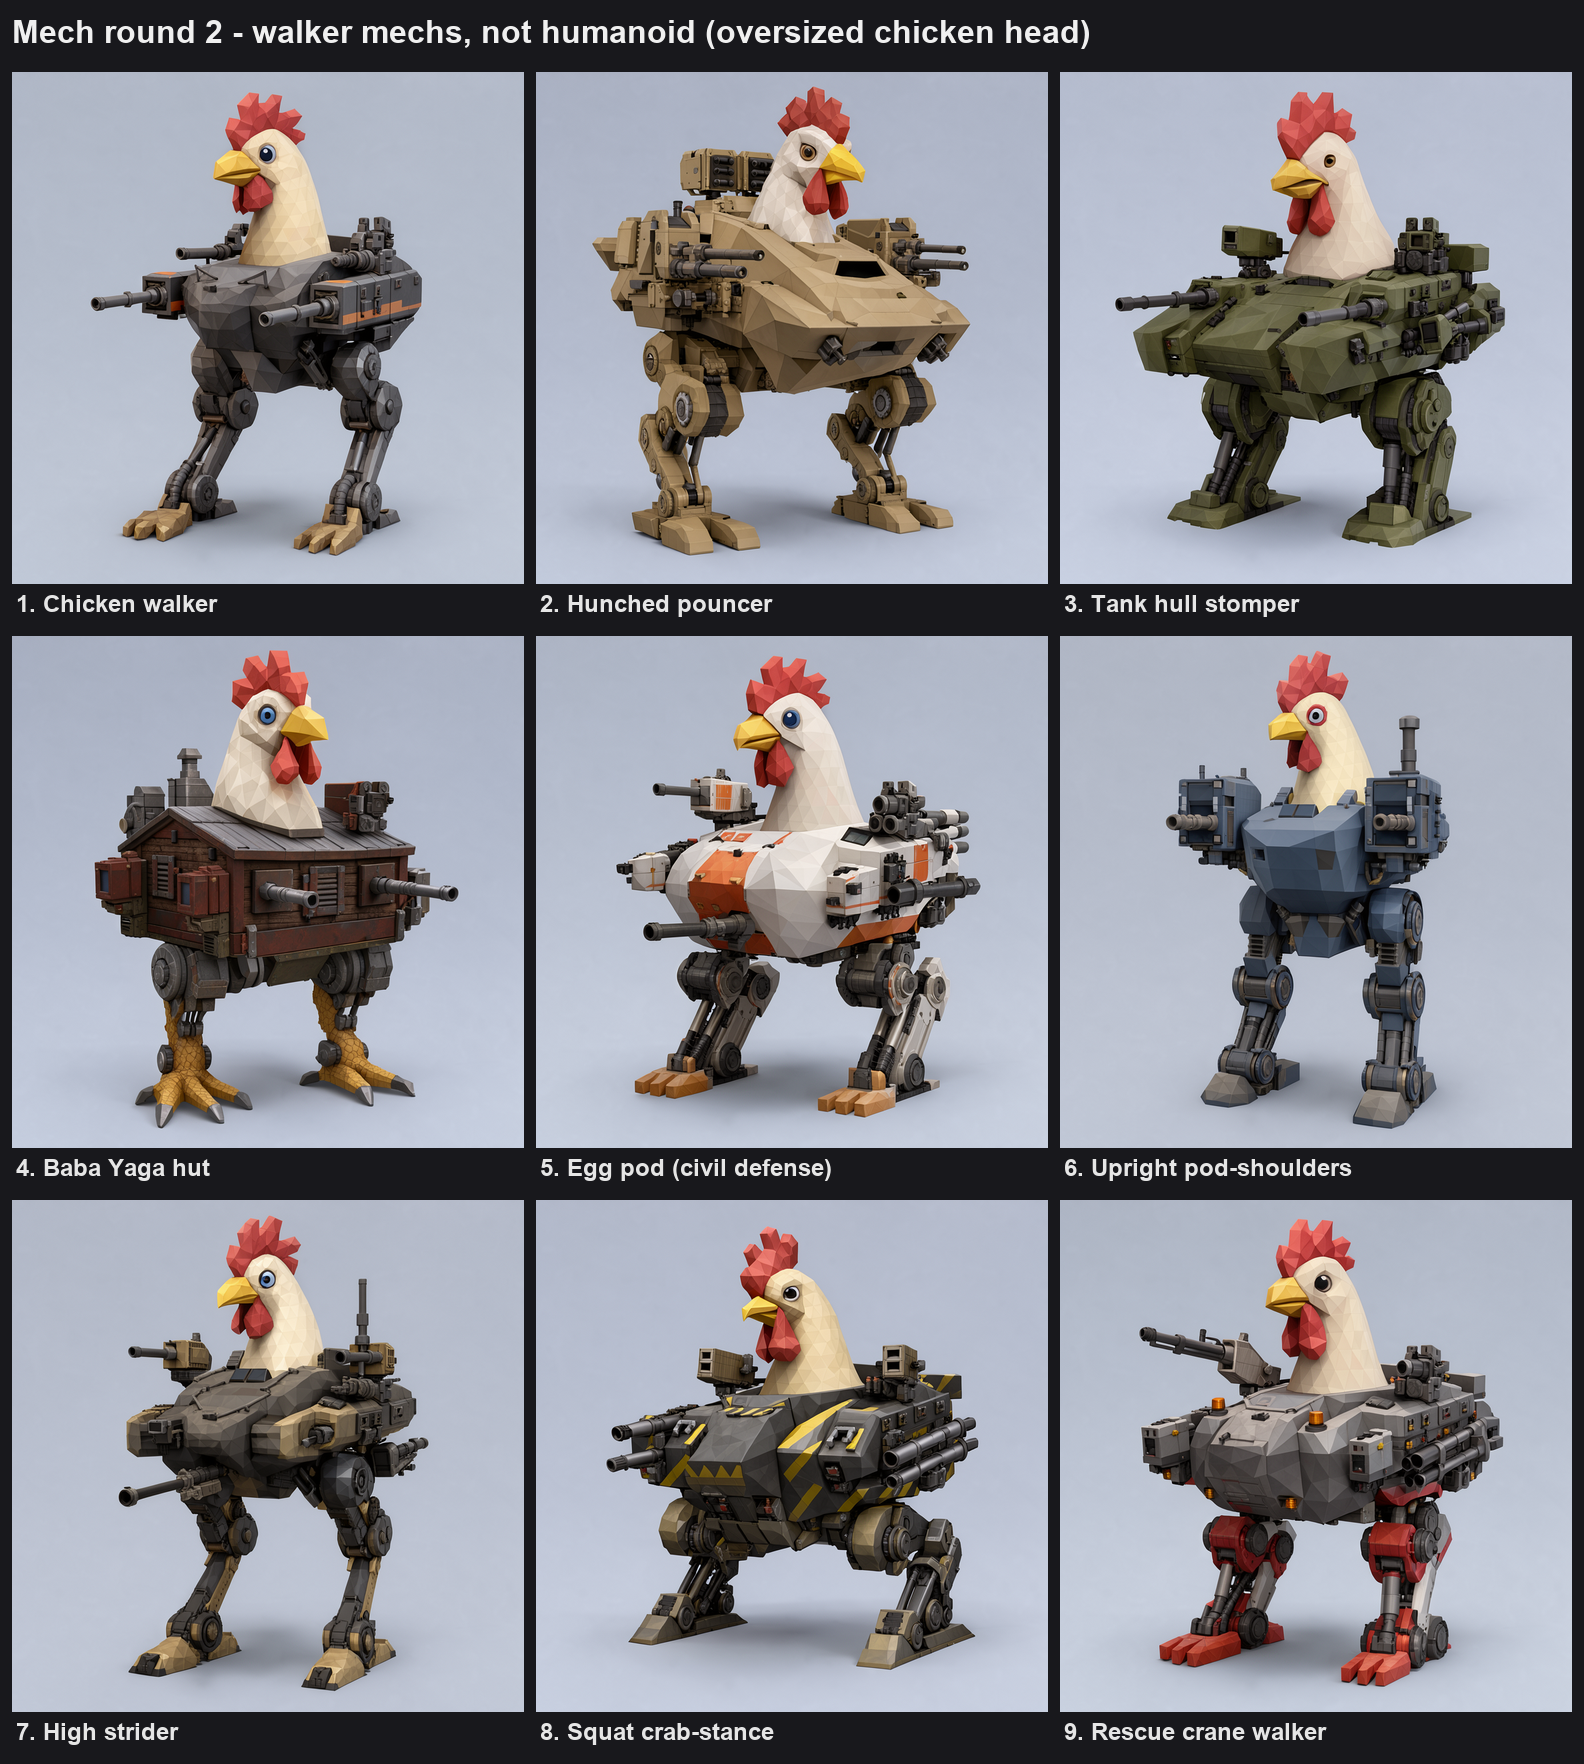 Mech round 2 - walker mechs, not humanoid (oversized chicken head)
1. Chicken walker
2. Hunched pouncer
3. Tank hull stomper
4. Baba Yaga hut
5. Egg pod (civil defense)
6. Upright pod-shoulders
7. High strider
8. Squat crab-stance
9. Rescue crane walker